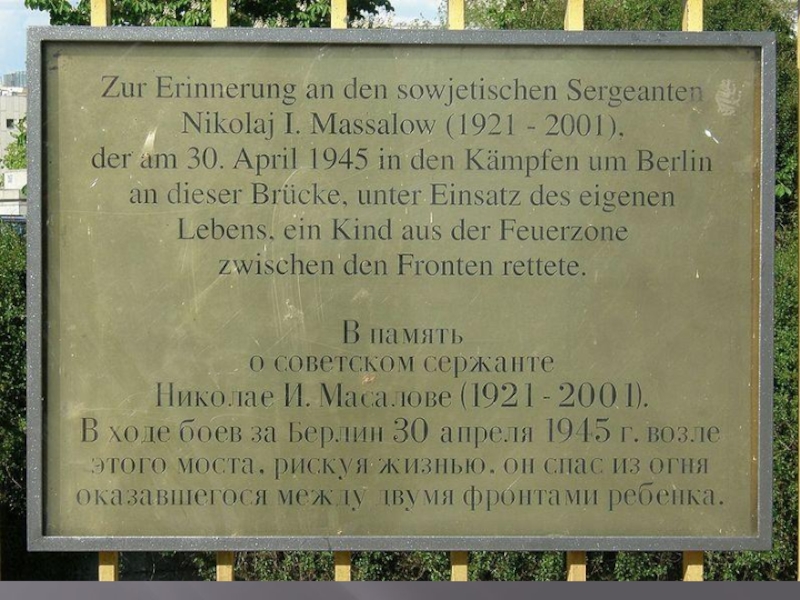 Zur Erinnerung an den sowjetischen Sergeanten
Nikolaj I. Massalow (1921 - 2001),
der am 30. April 1945 in den Kämpfen um Berlin
an dieser Brücke, unter Einsatz des eigenen
Lebens, ein Kind aus der Feuerzone
zwischen den Fronten rettete.
В память
о советском сержанте
Николае И. Масалове (1921 - 2001).
В ходе боев за Берлин 30 апреля 1945 г. возле
этого моста, рискуя жизнью, он спас из огня
оказавшегося между двумя фронтами ребенка.